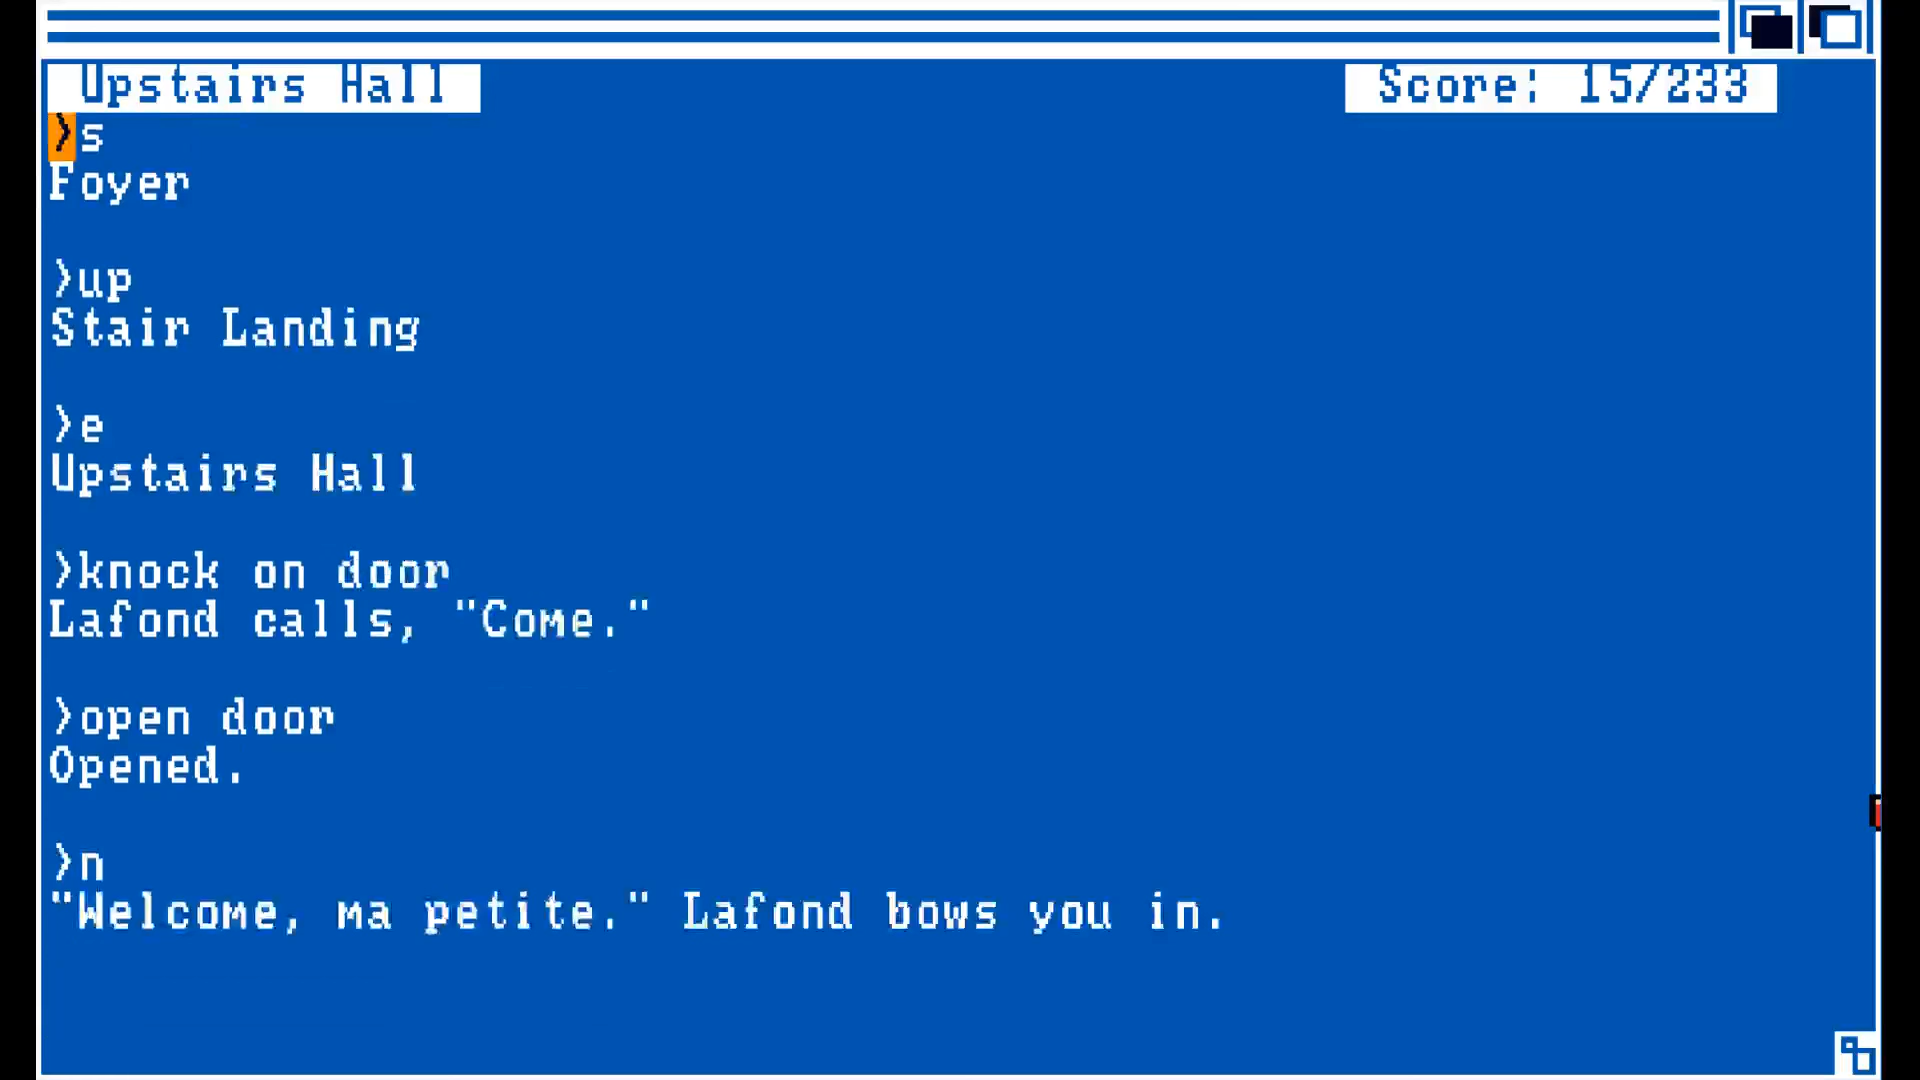 Upstairs Hall Score: 15/233
>s
Foyer
>up
Stair Landing
>e
Upstairs Hall
>knock on door
Lafond calls, "Come."
>open door
Opened.
>n
"Welcome, ma petite." Lafond bows you in.